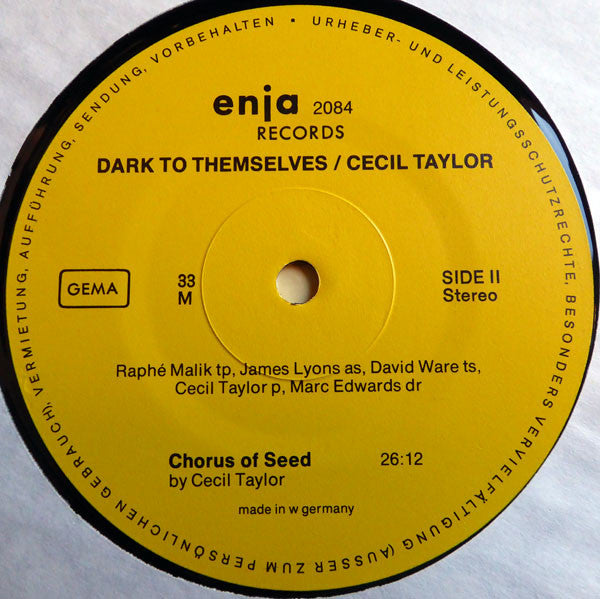 URHEBER- UND LEISTUNGSSCHUTZRECHTE, BESONDERS VERVIELFÄLTIGUNG (AUSSER ZUM PERSÖNLICHEN GEBRAUCH), VERMIETUNG, AUFFÜHRUNG, SENDUNG, VORBEHALTEN •
enja 2084
RECORDS
DARK TO THEMSELVES / CECIL TAYLOR
GEMA
33
M
SIDE II
Stereo
Raphé Malik tp, James Lyons as, David Ware ts,
Cecil Taylor p, Marc Edwards dr
Chorus of Seed 26:12
by Cecil Taylor
made in w germany